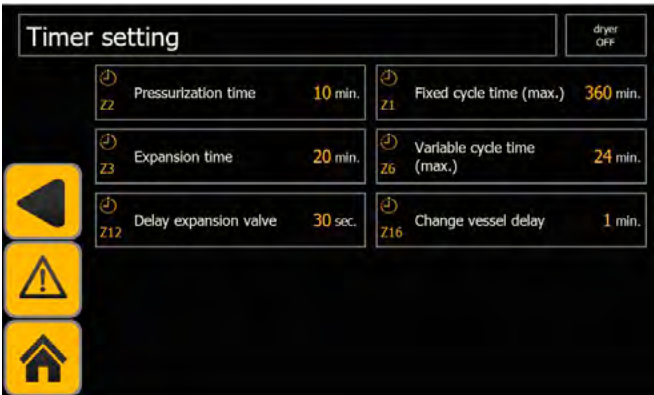 Timer setting
dryer
OFF
Z2 Pressurization time 10 min.
Z1 Fixed cycle time (max.) 360 min.
Z3 Expansion time 20 min.
Z6 Variable cycle time
(max.) 24 min.
Z12 Delay expansion valve 30 sec.
Z16 Change vessel delay 1 min.